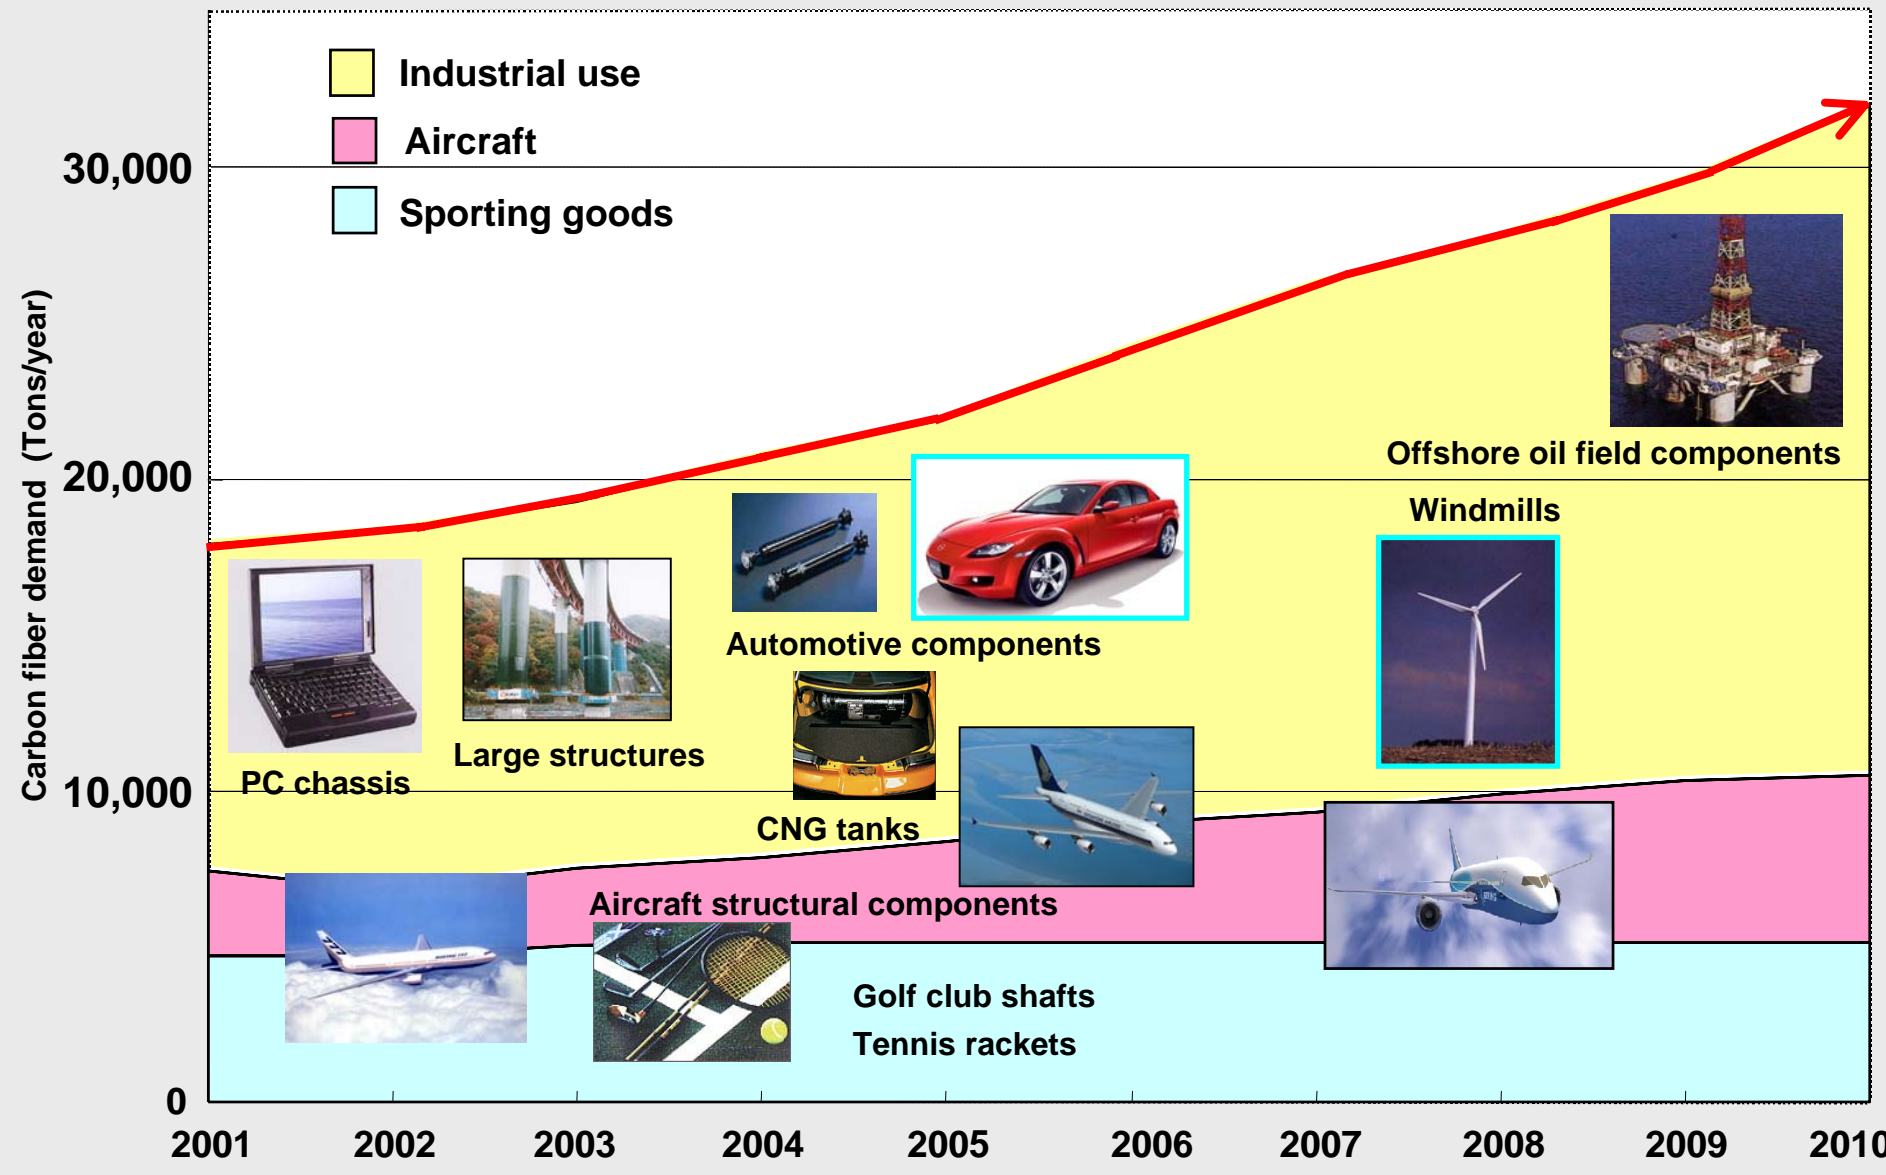 Industrial use
Aircraft
Sporting goods
30,000
20,000
10,000
0
Carbon fiber demand (Tons/year)
Offshore oil field components
Windmills
Automotive components
Large structures
PC chassis
CNG tanks
Aircraft structural components
Golf club shafts
Tennis rackets
2001 2002 2003 2004 2005 2006 2007 2008 2009 2010